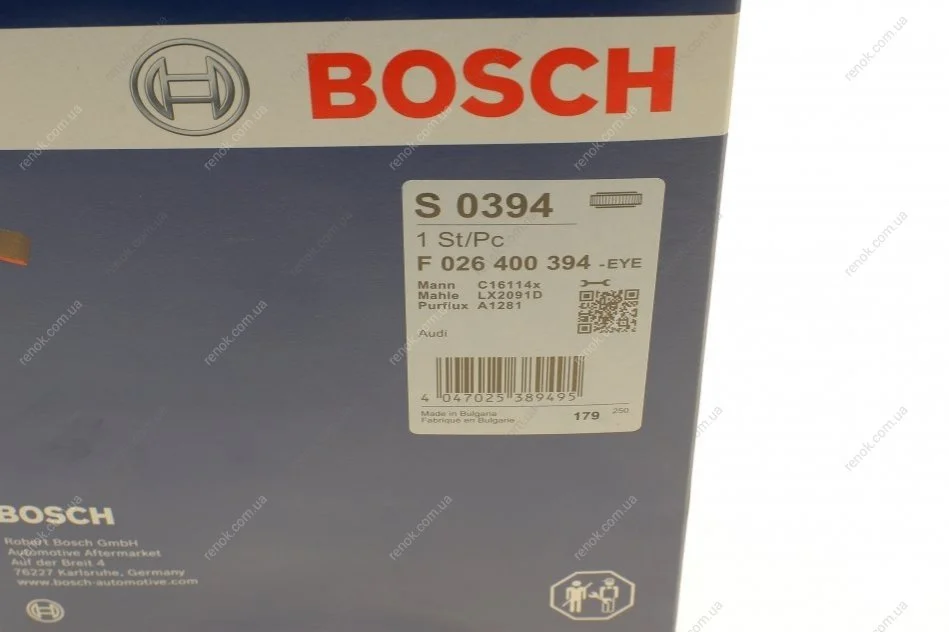 BOSCH
S 0394
1 St/Pc
F 026 400 394 -EYE
Mann C16114x
Mahle LX2091D
Purflux A1281
Audi
4 047025 389495
Made in Bulgarie
Fabriqué en Bulgarie
179 250
BOSCH
Robert Bosch GmbH
Automotive Aftermarket
Auf der Breit 4
76227 Karlsruhe, Germany
www.bosch-automotive.com
renok.com.ua